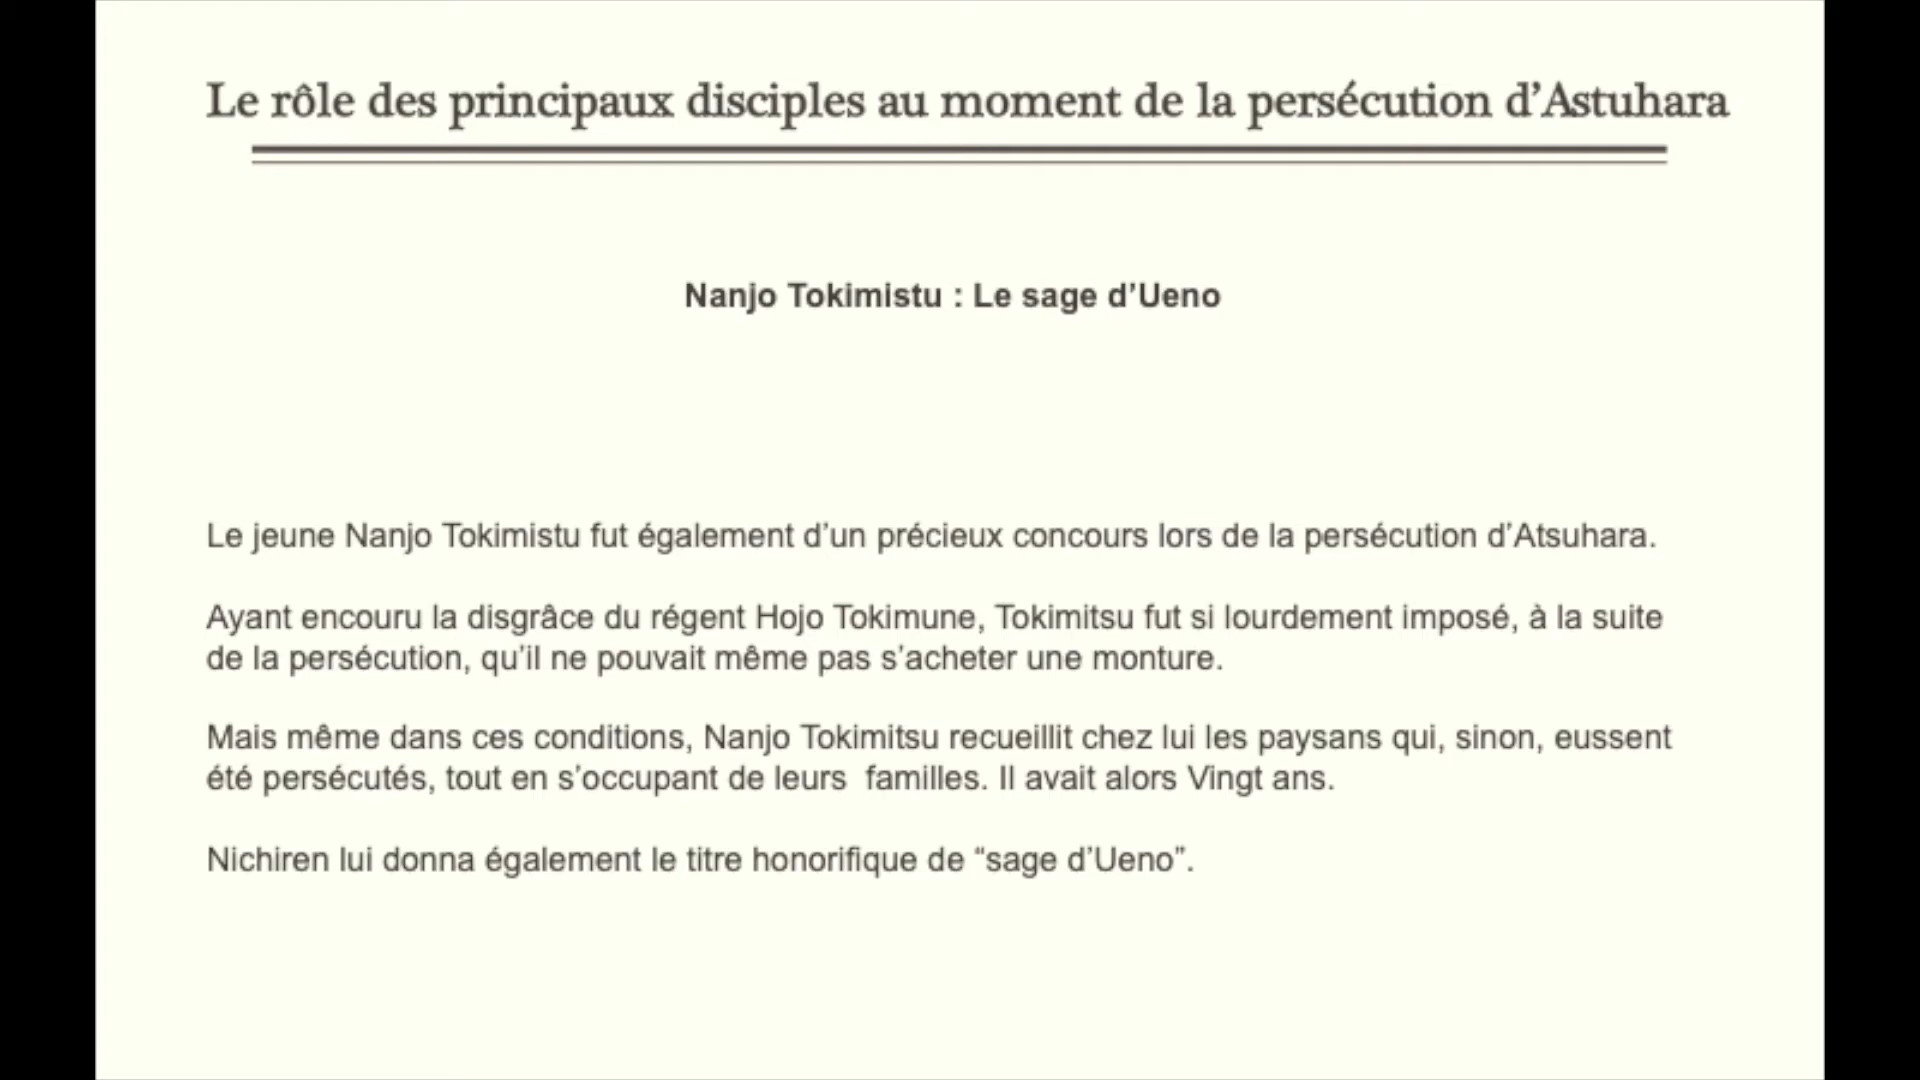 Le rôle des principaux disciples au moment de la persécution d’Astuhara
Nanjo Tokimistu : Le sage d’Ueno
Le jeune Nanjo Tokimistu fut également d’un précieux concours lors de la persécution d’Atsuhara.
Ayant encouru la disgrâce du régent Hojo Tokimune, Tokimitsu fut si lourdement imposé, à la suite
de la persécution, qu’il ne pouvait même pas s’acheter une monture.
Mais même dans ces conditions, Nanjo Tokimitsu recueillit chez lui les paysans qui, sinon, eussent
été persécutés, tout en s’occupant de leurs  familles. Il avait alors Vingt ans.
Nichiren lui donna également le titre honorifique de “sage d’Ueno”.